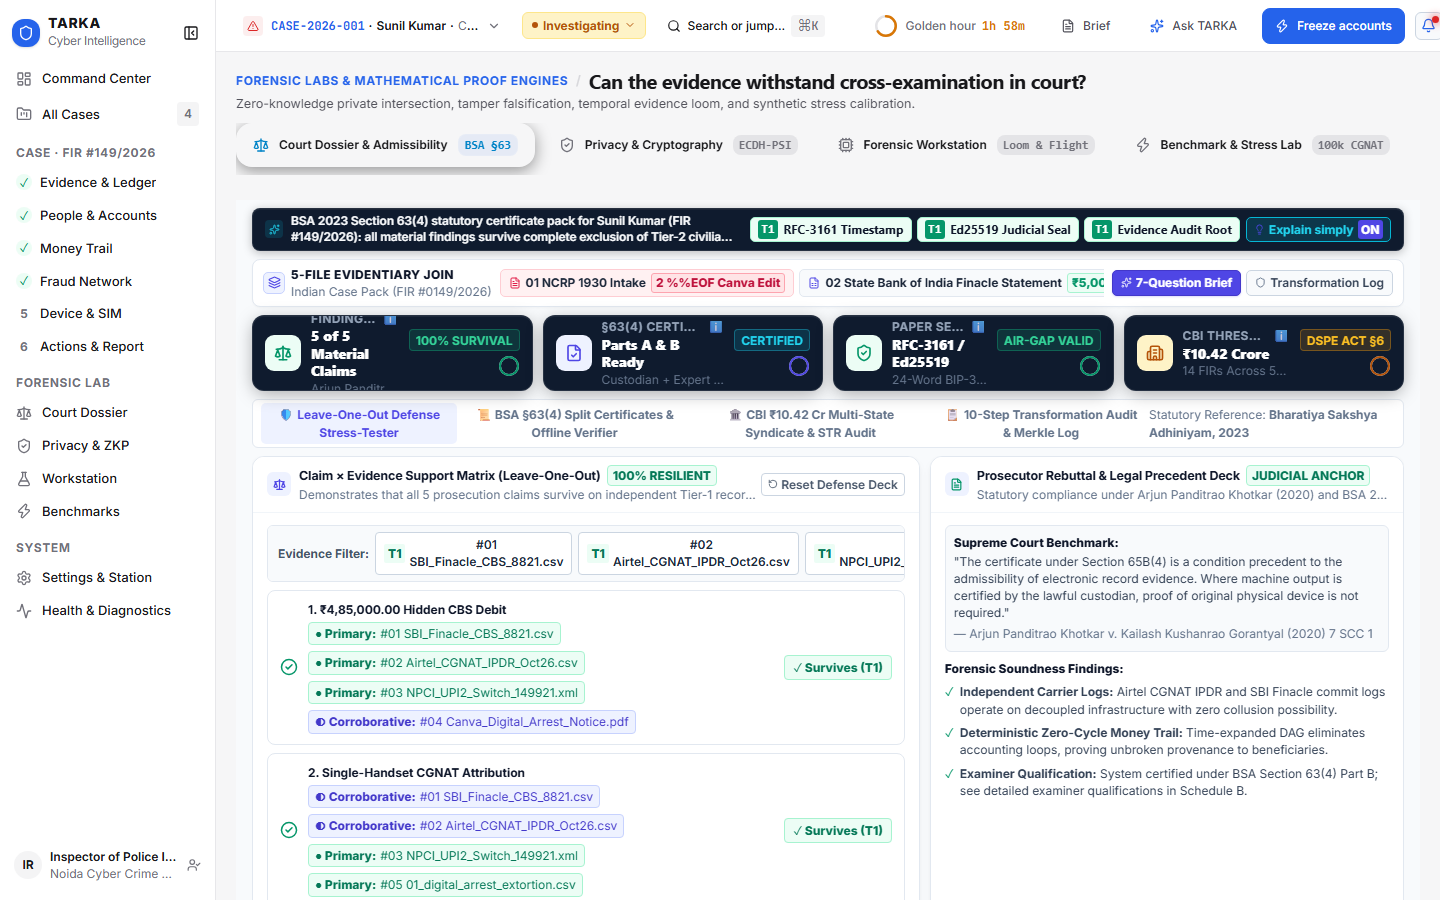 TARKA
Cyber Intelligence
Command Center
All Cases 4
CASE · FIR #149/2026
✓ Evidence & Ledger
✓ People & Accounts
✓ Money Trail
✓ Fraud Network
5 Device & SIM
6 Actions & Report
FORENSIC LAB
Court Dossier
Privacy & ZKP
Workstation
Benchmarks
SYSTEM
Settings & Station
Health & Diagnostics
IR Inspector of Police I...
Noida Cyber Crime ...
CASE-2026-001 · Sunil Kumar · C...
Investigating
Search or jump... ⌘K
Golden hour 1h 58m
Brief
Ask TARKA
Freeze accounts
FORENSIC LABS & MATHEMATICAL PROOF ENGINES / Can the evidence withstand cross-examination in court?
Zero-knowledge private intersection, tamper falsification, temporal evidence loom, and synthetic stress calibration.
Court Dossier & Admissibility BSA §63
Privacy & Cryptography ECDH-PSI
Forensic Workstation Loom & Flight
Benchmark & Stress Lab 100k CGNAT
BSA 2023 Section 63(4) statutory certificate pack for Sunil Kumar (FIR
#149/2026): all material findings survive complete exclusion of Tier-2 civilia...
T1 RFC-3161 Timestamp
T1 Ed25519 Judicial Seal
T1 Evidence Audit Root
Explain simply ON
5-FILE EVIDENTIARY JOIN
Indian Case Pack (FIR #0149/2026)
01 NCRP 1930 Intake 2 %%EOF Canva Edit
02 State Bank of India Finacle Statement ₹5,00
7-Question Brief
Transformation Log
FINDING...
5 of 5
Material
Claims
Arjun Panditr
100% SURVIVAL
§63(4) CERTI...
Parts A & B
Ready
Custodian + Expert ...
CERTIFIED
PAPER SE...
RFC-3161 /
Ed25519
24-Word BIP-3...
AIR-GAP VALID
CBI THRES...
₹10.42 Crore
14 FIRs Across 5...
DSPE ACT §6
Leave-One-Out Defense
Stress-Tester
BSA §63(4) Split Certificates &
Offline Verifier
CBI ₹10.42 Cr Multi-State
Syndicate & STR Audit
10-Step Transformation Audit
& Merkle Log
Statutory Reference: Bharatiya Sakshya
Adhiniyam, 2023
Claim × Evidence Support Matrix (Leave-One-Out) 100% RESILIENT
Demonstrates that all 5 prosecution claims survive on independent Tier-1 recor...
Reset Defense Deck
Evidence Filter:
T1 #01
SBI_Finacle_CBS_8821.csv
T1 #02
Airtel_CGNAT_IPDR_Oct26.csv
T1
NPCI_UPI2_
1. ₹4,85,000.00 Hidden CBS Debit
● Primary: #01 SBI_Finacle_CBS_8821.csv
● Primary: #02 Airtel_CGNAT_IPDR_Oct26.csv
● Primary: #03 NPCI_UPI2_Switch_149921.xml
◐ Corroborative: #04 Canva_Digital_Arrest_Notice.pdf
✓ Survives (T1)
2. Single-Handset CGNAT Attribution
◐ Corroborative: #01 SBI_Finacle_CBS_8821.csv
◐ Corroborative: #02 Airtel_CGNAT_IPDR_Oct26.csv
● Primary: #03 NPCI_UPI2_Switch_149921.xml
● Primary: #05 01_digital_arrest_extortion.csv
✓ Survives (T1)
Prosecutor Rebuttal & Legal Precedent Deck JUDICIAL ANCHOR
Statutory compliance under Arjun Panditrao Khotkar (2020) and BSA 2...
Supreme Court Benchmark:
"The certificate under Section 65B(4) is a condition precedent to the
admissibility of electronic record evidence. Where machine output is
certified by the lawful custodian, proof of original physical device is not
required."
— Arjun Panditrao Khotkar v. Kailash Kushanrao Gorantyal (2020) 7 SCC 1
Forensic Soundness Findings:
✓ Independent Carrier Logs: Airtel CGNAT IPDR and SBI Finacle commit logs
operate on decoupled infrastructure with zero collusion possibility.
✓ Deterministic Zero-Cycle Money Trail: Time-expanded DAG eliminates
accounting loops, proving unbroken provenance to beneficiaries.
✓ Examiner Qualification: System certified under BSA Section 63(4) Part B;
see detailed examiner qualifications in Schedule B.